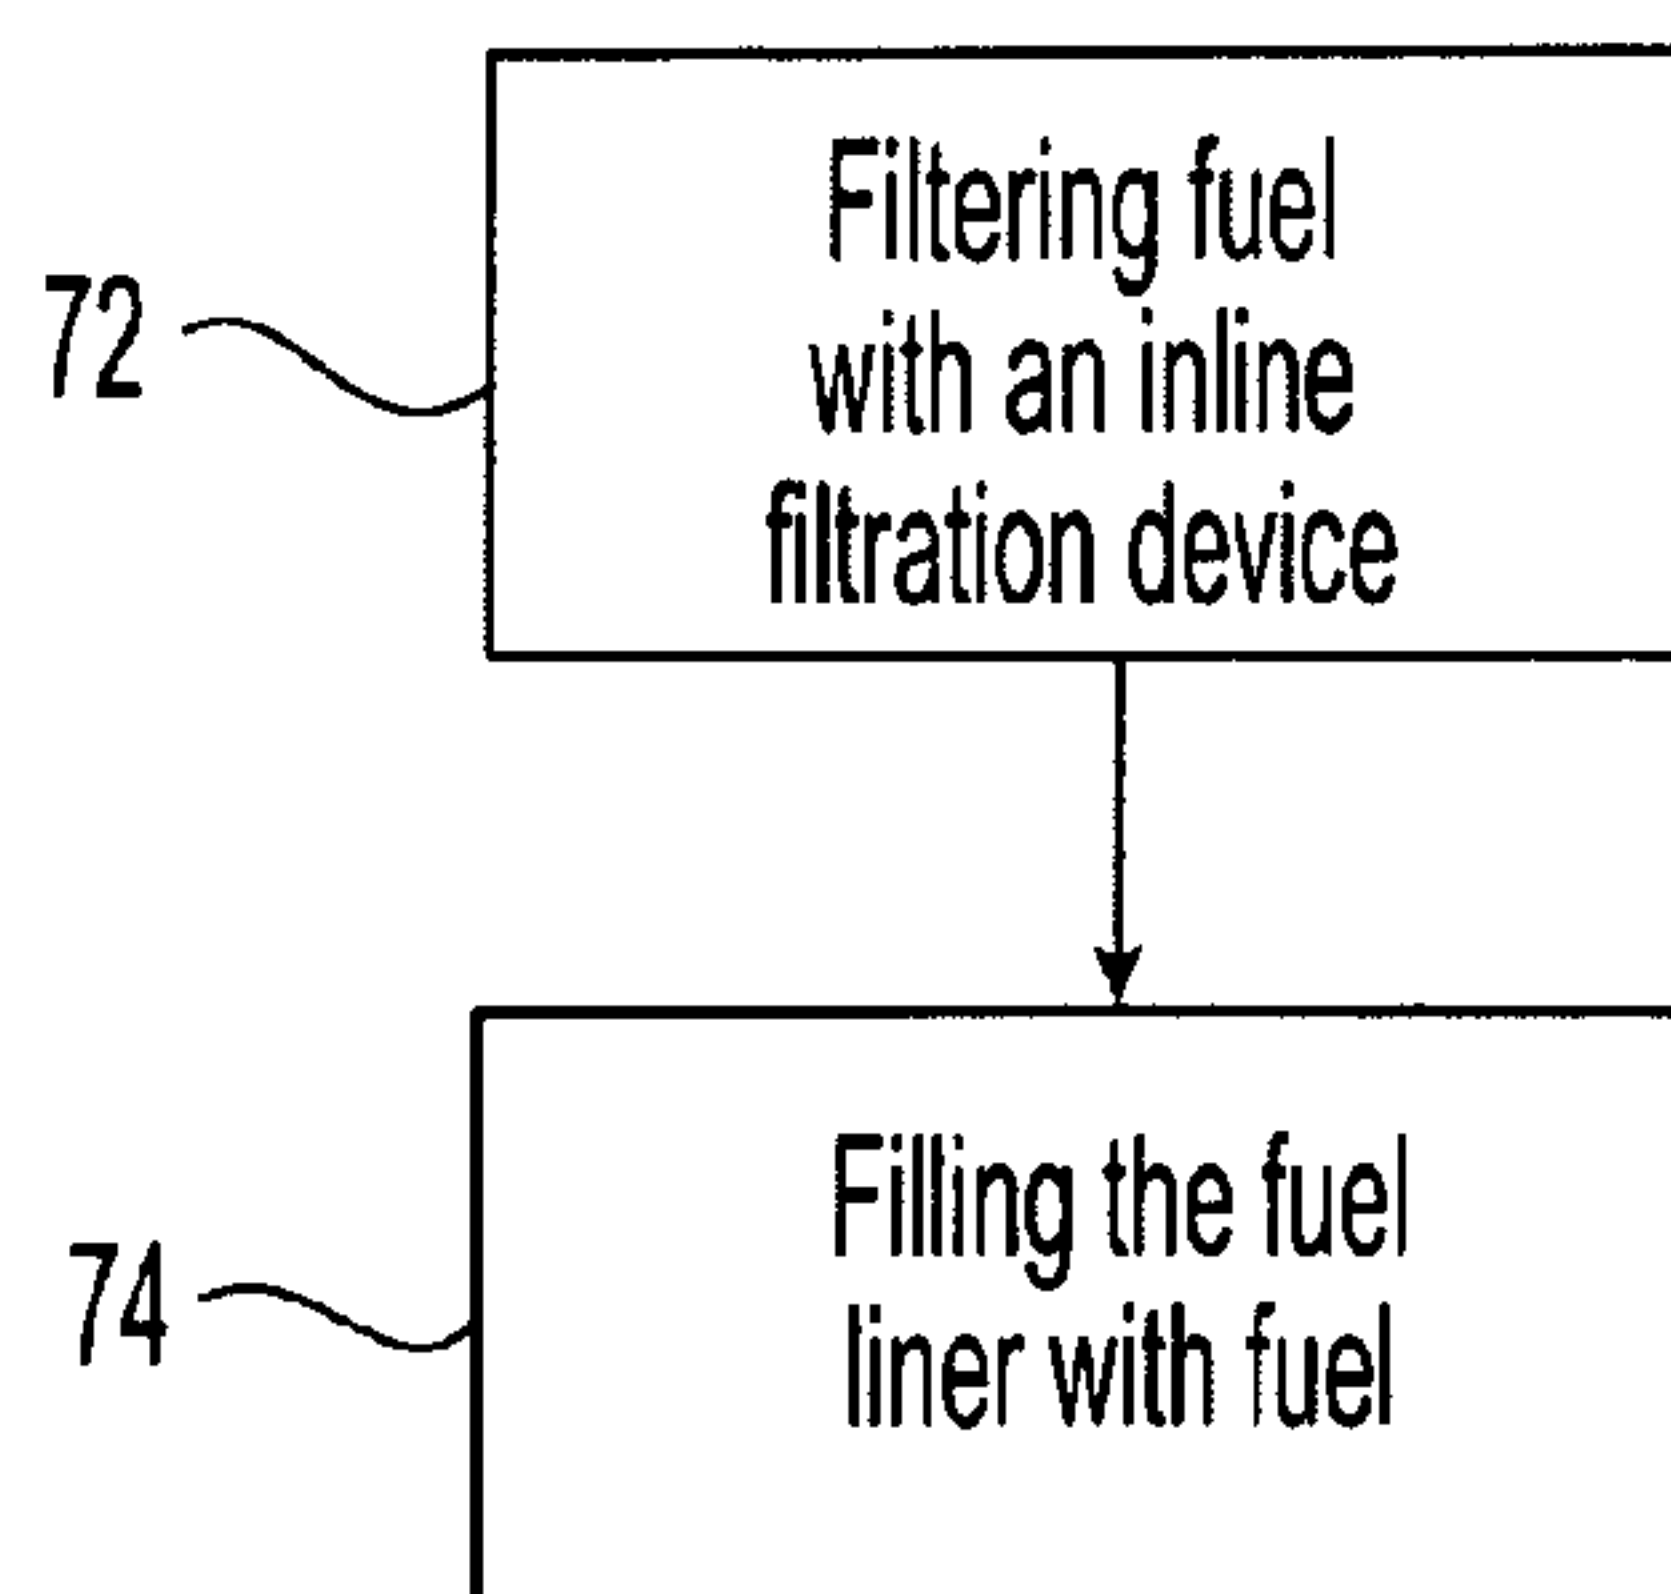 Filtering fuel
72
with an inline
filtration device
Filling the fuel
74
liner with fuel